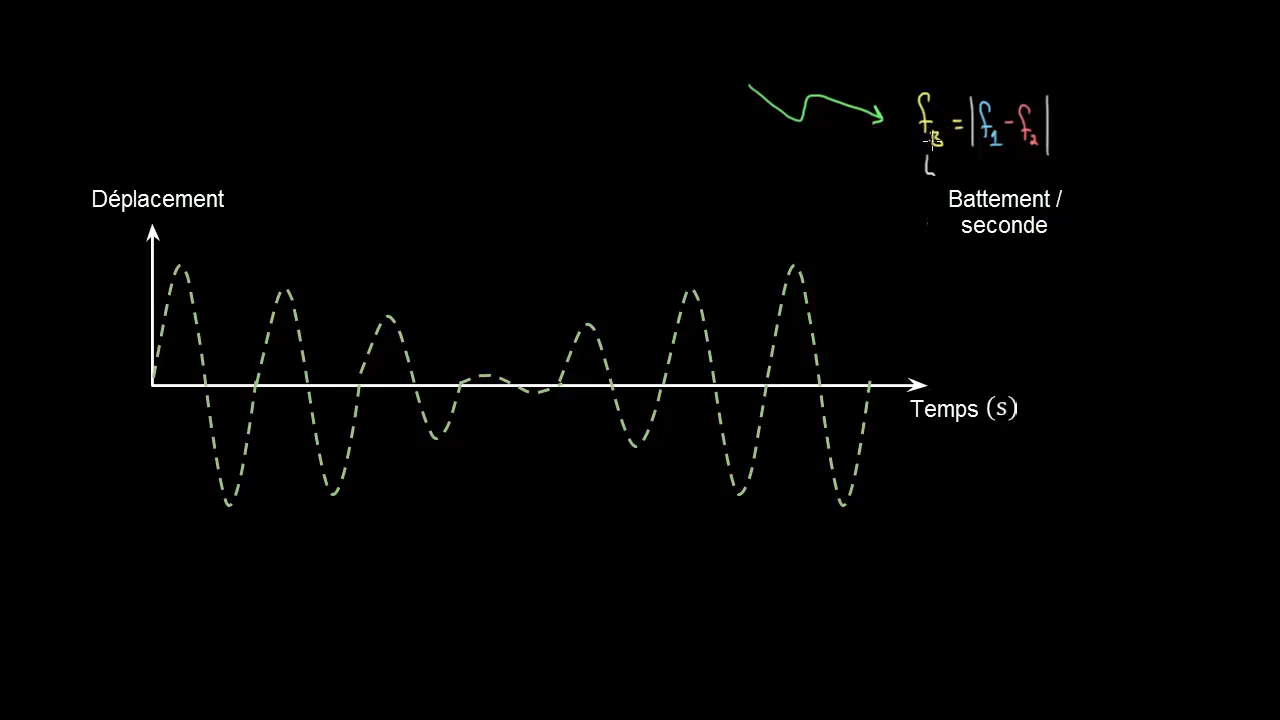 f_B = |f_1 - f_2|
Déplacement
Battement /
seconde
Temps (s)